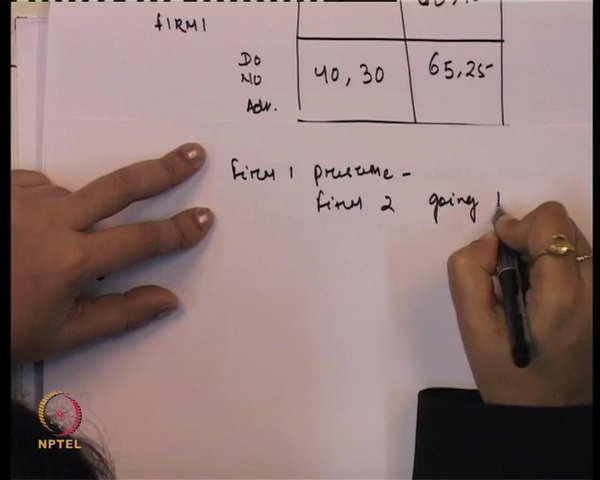 FIRM1
DO
NO
Adv.
40, 30
65, 25
Firm 1 presume -
Firm 2 going
NPTEL